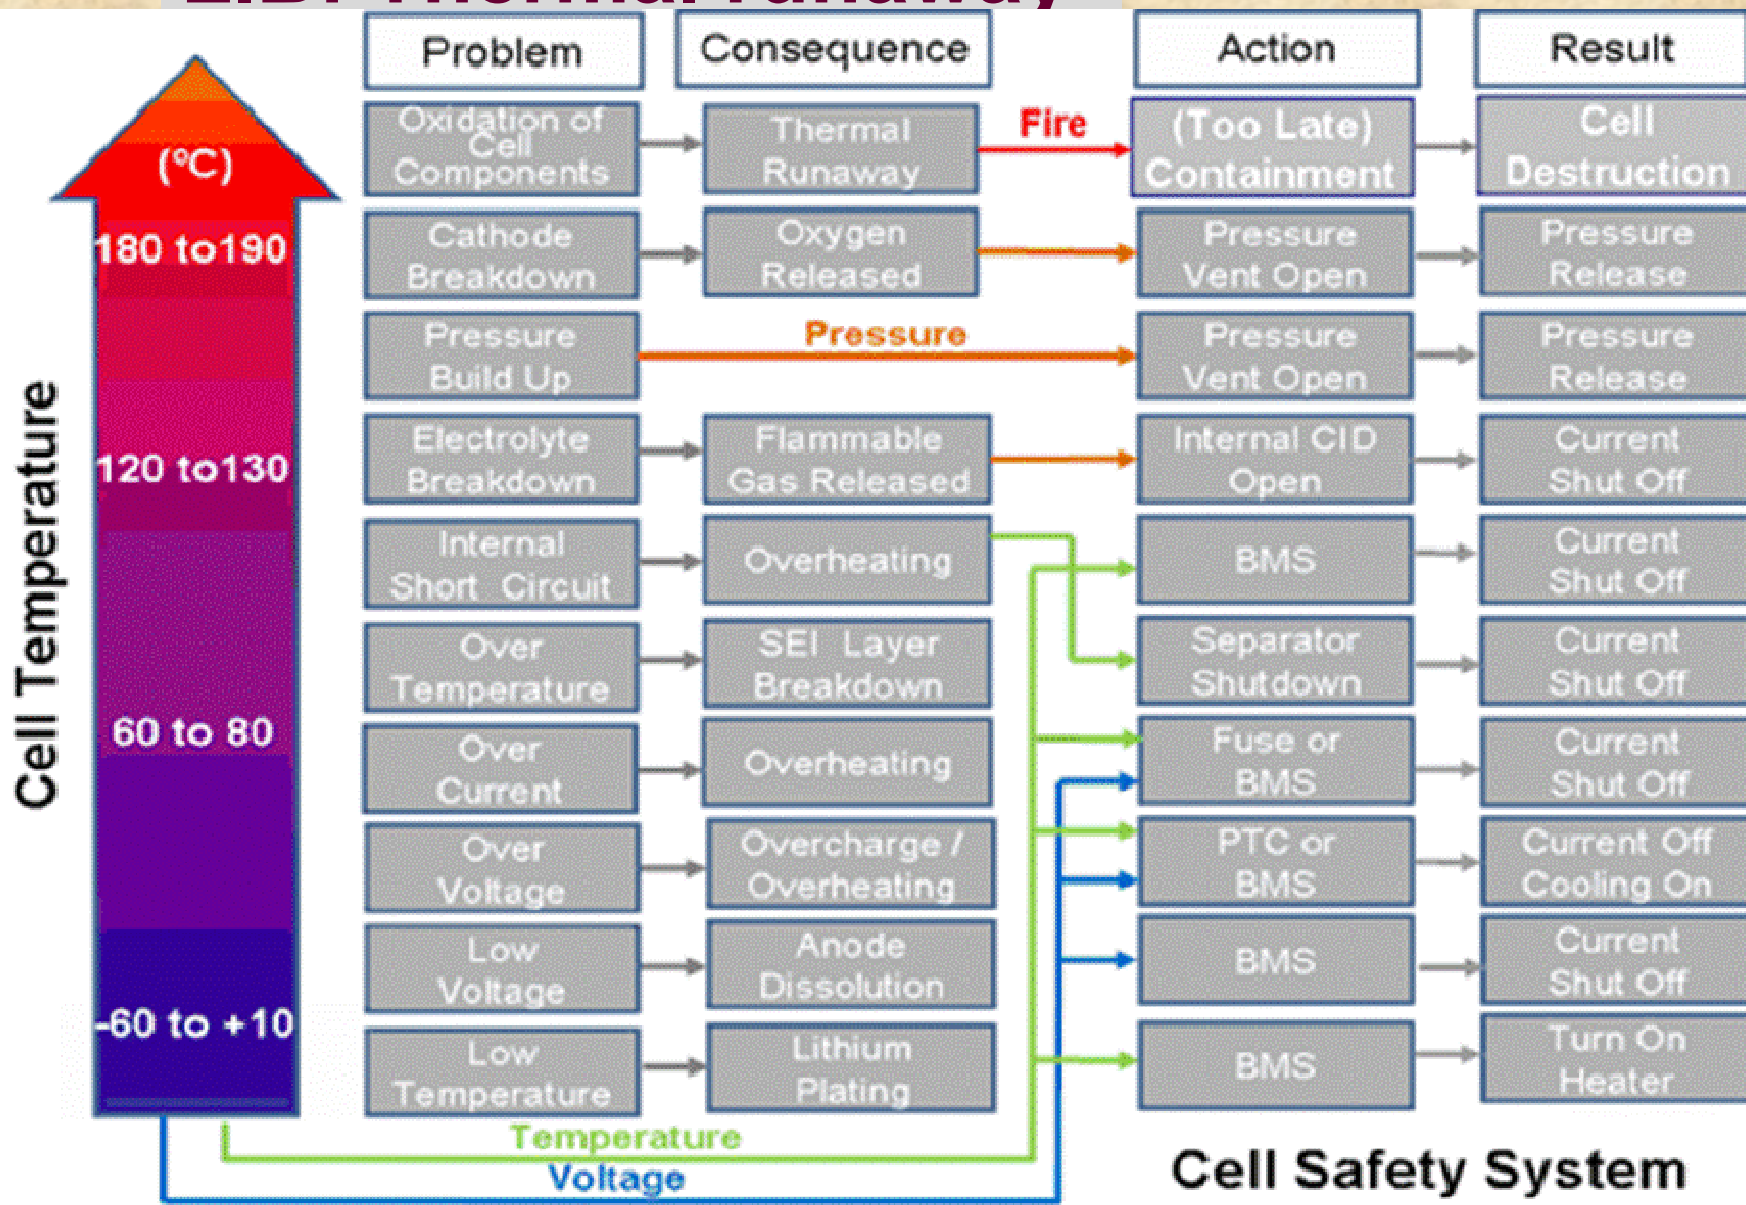 Problem
Consequence
Action
Result
Oxidation of
Cell
Components
Thermal
Runaway
Fire
(Too Late)
Containment
Cell
Destruction
Cathode
Breakdown
Oxygen
Released
Pressure
Vent Open
Pressure
Release
Pressure
Build Up
Pressure
Pressure
Vent Open
Pressure
Release
Electrolyte
Breakdown
Flammable
Gas Released
Internal CID
Open
Current
Shut Off
Internal
Short Circuit
Overheating
BMS
Current
Shut Off
Over
Temperature
SEI Layer
Breakdown
Separator
Shutdown
Current
Shut Off
Over
Current
Overheating
Fuse or
BMS
Current
Shut Off
Over
Voltage
Overcharge /
Overheating
PTC or
BMS
Current Off
Cooling On
Low
Voltage
Anode
Dissolution
BMS
Current
Shut Off
Low
Temperature
Lithium
Plating
BMS
Turn On
Heater
Cell Temperature
(ºC)
180 to190
120 to130
60 to 80
-60 to +10
Temperature
Voltage
Cell Safety System